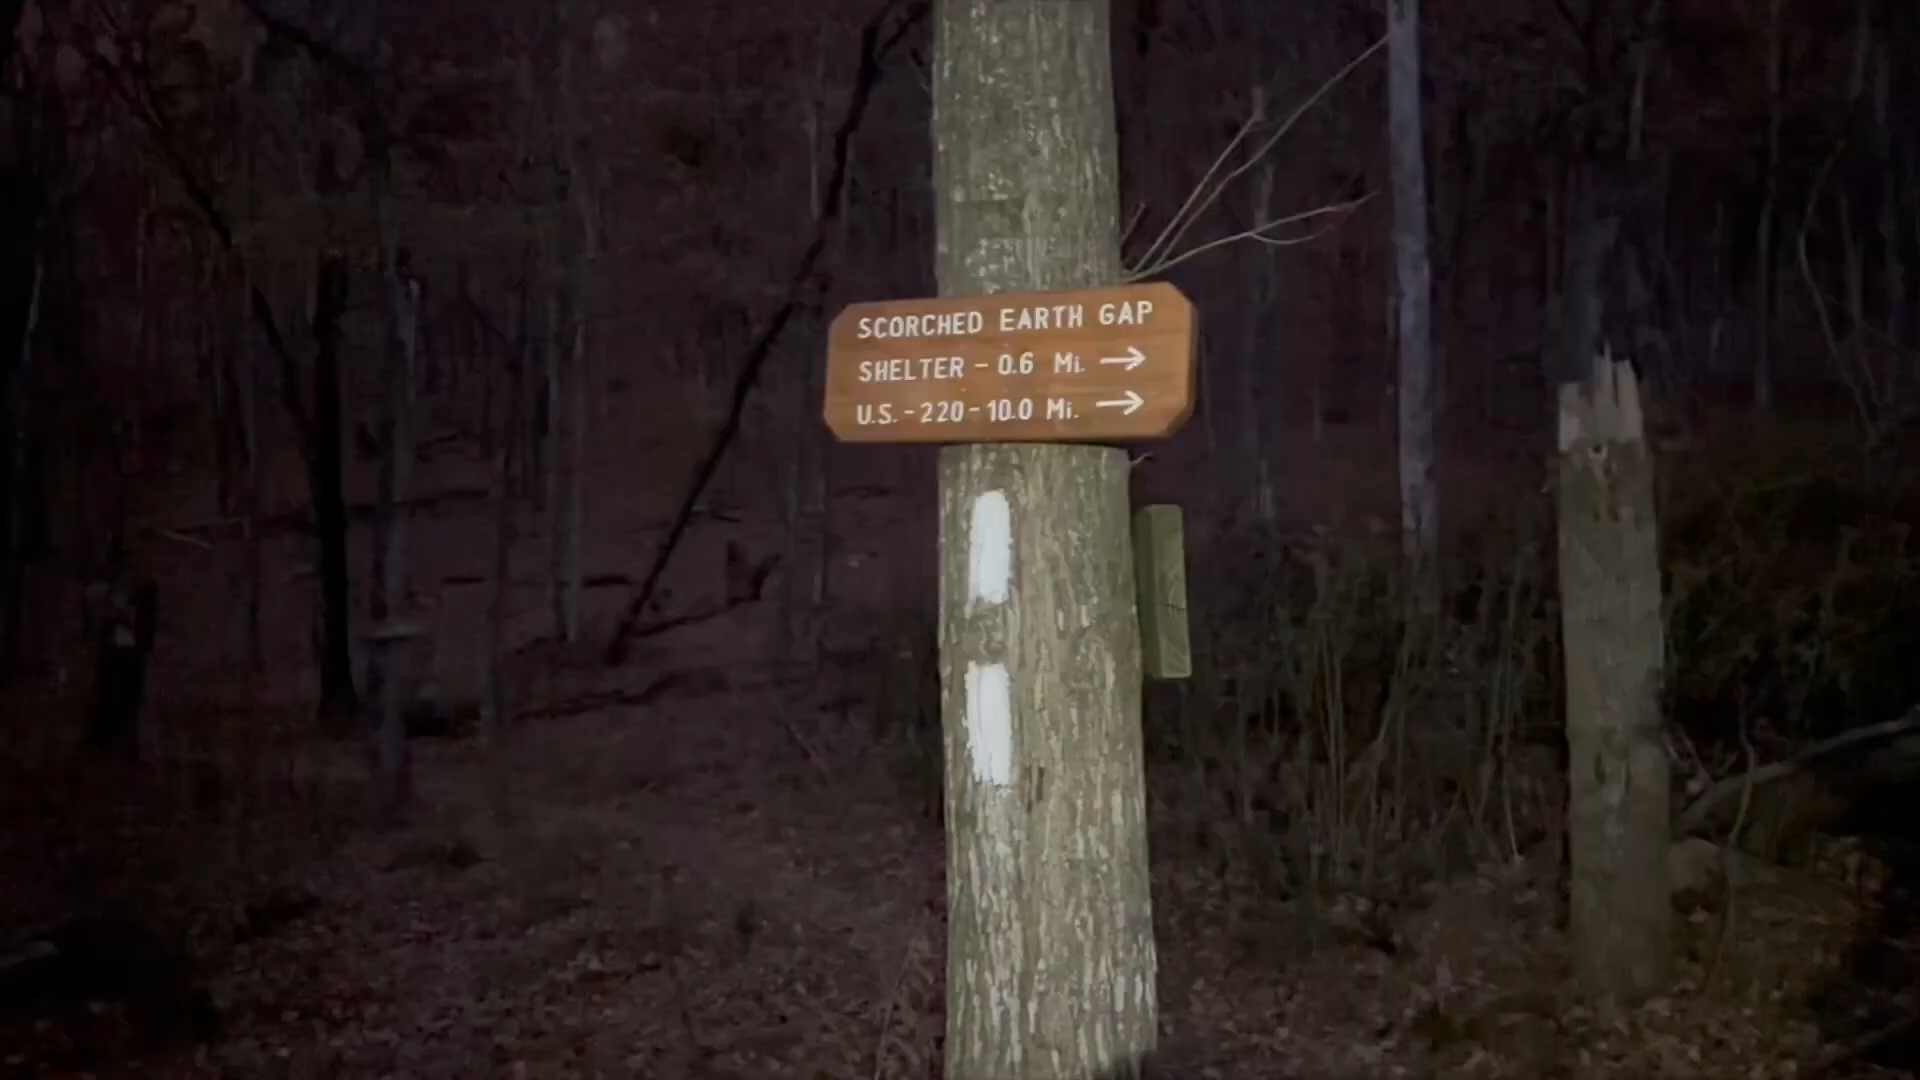 SCORCHED EARTH GAP
SHELTER - 0.6 Mi. →
U.S. - 220 - 10.0 Mi. →